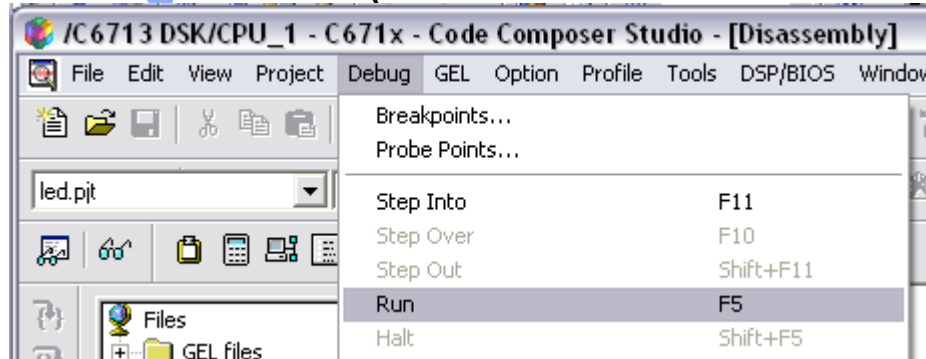 /C6713 DSK/CPU_1 - C671x - Code Composer Studio - [Disassembly]
File Edit View Project Debug GEL Option Profile Tools DSP/BIOS Window
Breakpoints...
Probe Points...
led.pjt
Step Into F11
Step Over F10
Step Out Shift+F11
Run F5
Files
Halt Shift+F5
GEL files